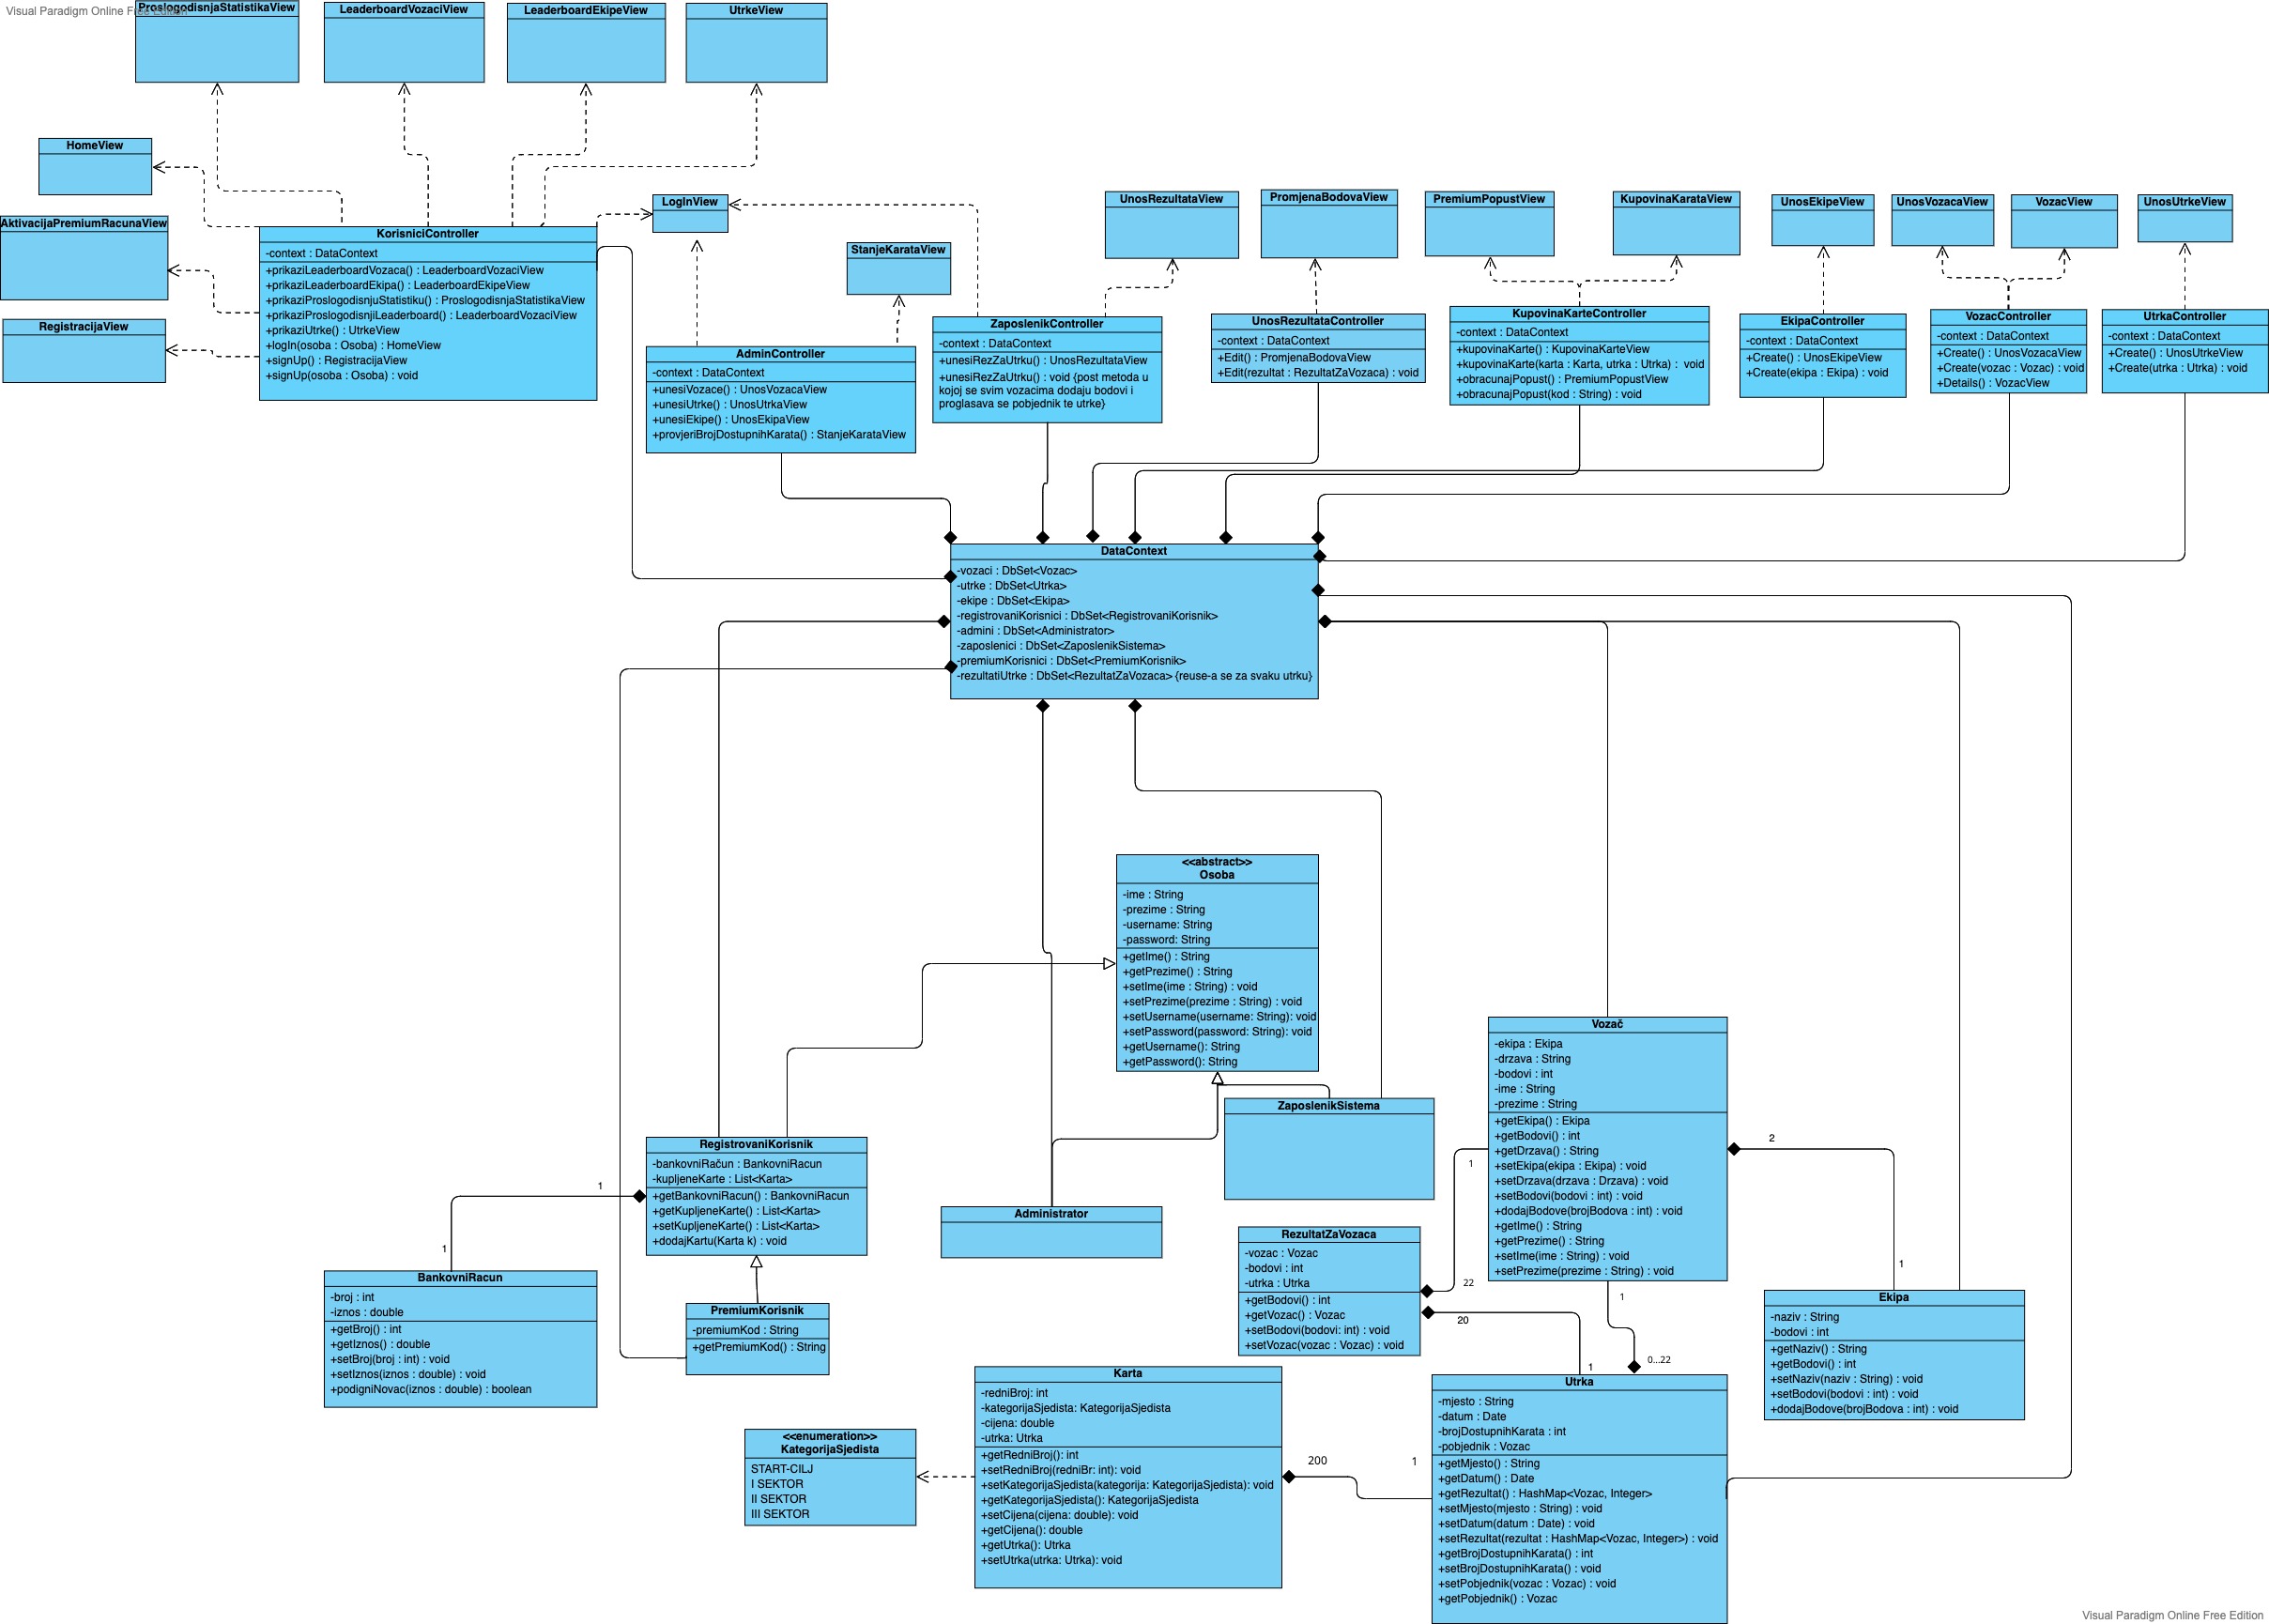 Visual Paradigm Online Free Edition
ProslogodisnjaStatistikaView
LeaderboardVozaciView
LeaderboardEkipeView
UtrkeView
HomeView
AktivacijaPremiumRacunaView
RegistracijaView
KorisniciController
-context : DataContext
+prikaziLeaderboardVozaca() : LeaderboardVozaciView
+prikaziLeaderboardEkipa() : LeaderboardEkipeView
+prikaziProslogodisnjuStatistiku() : ProslogodisnjaStatistikaView
+prikaziProslogodisnjiLeaderboard() : LeaderboardVozaciView
+prikaziUtrke() : UtrkeView
+logIn(osoba : Osoba) : HomeView
+signUp() : RegistracijaView
+signUp(osoba : Osoba) : void
LogInView
StanjeKarataView
UnosRezultataView
PromjenaBodovaView
PremiumPopustView
KupovinaKarataView
UnosEkipeView
UnosVozacaView
VozacView
UnosUtrkeView
AdminController
-context : DataContext
+unesiVozace() : UnosVozacaView
+unesiUtrke() : UnosUtrkaView
+unesiEkipe() : UnosEkipaView
+provjeriBrojDostupnihKarata() : StanjeKarataView
ZaposlenikController
-context : DataContext
+unesiRezZaUtrku() : UnosRezultataView
+unesiRezZaUtrku() : void {post metoda u
kojoj se svim vozacima dodaju bodovi i
proglasava se pobjednik te utrke}
UnosRezultataController
-context : DataContext
+Edit() : PromjenaBodovaView
+Edit(rezultat : RezultatZaVozaca) : void
KupovinaKarteController
-context : DataContext
+kupovinaKarte() : KupovinaKarteView
+kupovinaKarte(karta : Karta, utrka : Utrka) : void
+obracunajPopust() : PremiumPopustView
+obracunajPopust(kod : String) : void
EkipaController
-context : DataContext
+Create() : UnosEkipeView
+Create(ekipa : Ekipa) : void
VozacController
-context : DataContext
+Create() : UnosVozacaView
+Create(vozac : Vozac) : void
+Details() : VozacView
UtrkaController
-context : DataContext
+Create() : UnosUtrkeView
+Create(utrka : Utrka) : void
DataContext
-vozaci : DbSet<Vozac>
-utrke : DbSet<Utrka>
-ekipe : DbSet<Ekipa>
-registrovaniKorisnici : DbSet<RegistrovaniKorisnik>
-admini : DbSet<Administrator>
-zaposlenici : DbSet<ZaposlenikSistema>
-premiumKorisnici : DbSet<PremiumKorisnik>
-rezultatiUtrke : DbSet<RezultatZaVozaca> {reuse-a se za svaku utrku}
<<abstract>>
Osoba
-ime : String
-prezime : String
-username: String
-password: String
+getIme() : String
+getPrezime() : String
+setIme(ime : String) : void
+setPrezime(prezime : String) : void
+setUsername(username: String): void
+setPassword(password: String): void
+getUsername(): String
+getPassword(): String
ZaposlenikSistema
Administrator
RegistrovaniKorisnik
-bankovniRačun : BankovniRacun
-kupljeneKarte : List<Karta>
+getBankovniRacun() : BankovniRacun
+getKupljeneKarte() : List<Karta>
+setKupljeneKarte() : List<Karta>
+dodajKartu(Karta k) : void
1
1
BankovniRacun
-broj : int
-iznos : double
+getBroj() : int
+getIznos() : double
+setBroj(broj : int) : void
+setIznos(iznos : double) : void
+podigniNovac(iznos : double) : boolean
PremiumKorisnik
-premiumKod : String
+getPremiumKod() : String
Vozač
-ekipa : Ekipa
-drzava : String
-bodovi : int
-ime : String
-prezime : String
+getEkipa() : Ekipa
+getBodovi() : int
+getDrzava() : String
+setEkipa(ekipa : Ekipa) : void
+setDrzava(drzava : Drzava) : void
+setBodovi(bodovi : int) : void
+dodajBodove(brojBodova : int) : void
+getIme() : String
+getPrezime() : String
+setIme(ime : String) : void
+setPrezime(prezime : String) : void
2
1
1
22
20
1
1
0...22
RezultatZaVozaca
-vozac : Vozac
-bodovi : int
-utrka : Utrka
+getBodovi() : int
+getVozac() : Vozac
+setBodovi(bodovi: int) : void
+setVozac(vozac : Vozac) : void
Ekipa
-naziv : String
-bodovi : int
+getNaziv() : String
+getBodovi() : int
+setNaziv(naziv : String) : void
+setBodovi(bodovi : int) : void
+dodajBodove(brojBodova : int) : void
<<enumeration>>
KategorijaSjedista
START-CILJ
I SEKTOR
II SEKTOR
III SEKTOR
Karta
-redniBroj: int
-kategorijaSjedista: KategorijaSjedista
-cijena: double
-utrka: Utrka
+getRedniBroj(): int
+setRedniBroj(redniBr: int): void
+setKategorijaSjedista(kategorija: KategorijaSjedista): void
+getKategorijaSjedista(): KategorijaSjedista
+setCijena(cijena: double): void
+getCijena(): double
+getUtrka(): Utrka
+setUtrka(utrka: Utrka): void
200
1
Utrka
-mjesto : String
-datum : Date
-brojDostupnihKarata : int
-pobjednik : Vozac
+getMjesto() : String
+getDatum() : Date
+getRezultat() : HashMap<Vozac, Integer>
+setMjesto(mjesto : String) : void
+setDatum(datum : Date) : void
+setRezultat(rezultat : HashMap<Vozac, Integer>) : void
+getBrojDostupnihKarata() : int
+setBrojDostupnihKarata() : void
+setPobjednik(vozac : Vozac) : void
+getPobjednik() : Vozac
Visual Paradigm Online Free Edition